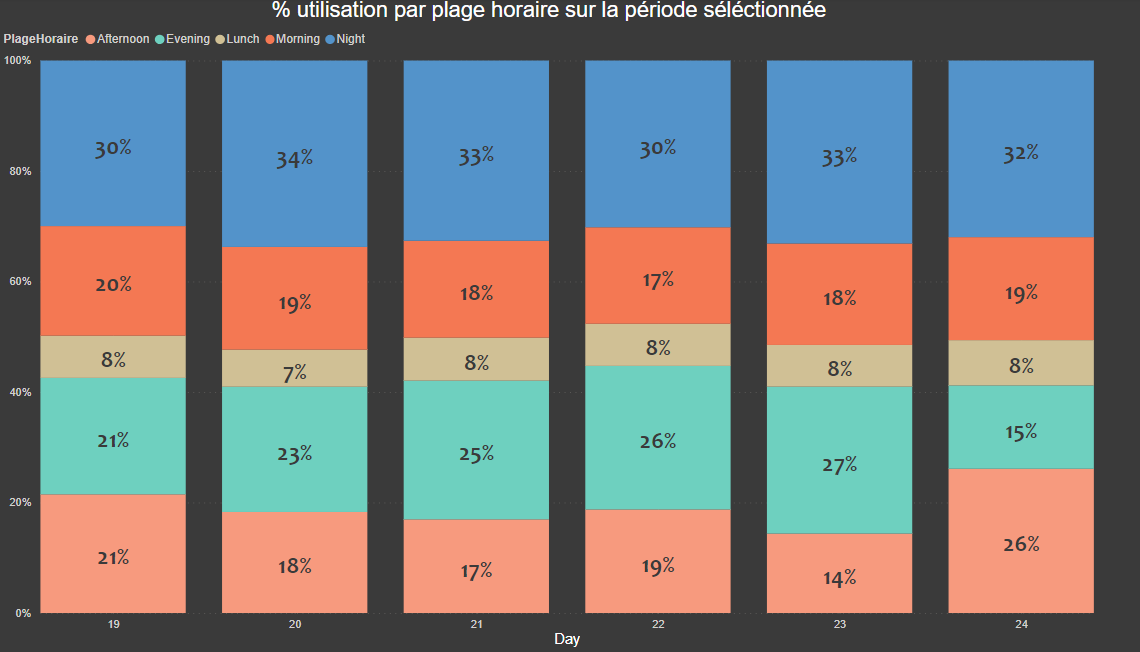 % utilisation par plage horaire sur la période séléctionnée
PlageHoraire Afternoon Evening Lunch Morning Night
100%
80%
60%
40%
20%
0%
30% 34% 33% 30% 33% 32%
20% 19% 18% 17% 18% 19%
8% 7% 8% 8% 8% 8%
21% 23% 25% 26% 27% 15%
21% 18% 17% 19% 14% 26%
19 20 21 22 23 24
Day